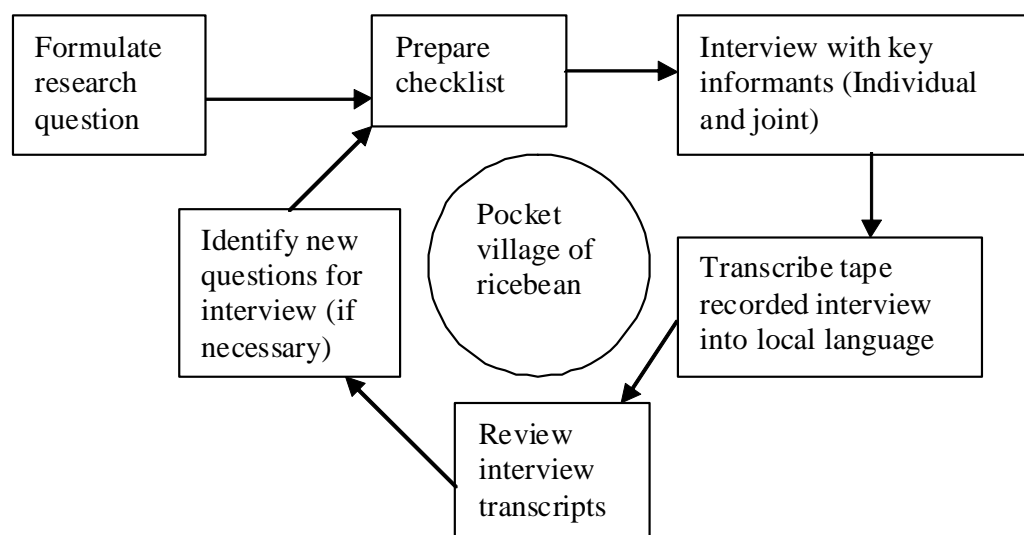 Formulate
research
question
Prepare
checklist
Interview with key
informants (Individual
and joint)
Transcribe tape
recorded interview
into local language
Review
interview
transcripts
Identify new
questions for
interview (if
necessary)
Pocket
village of
ricebean